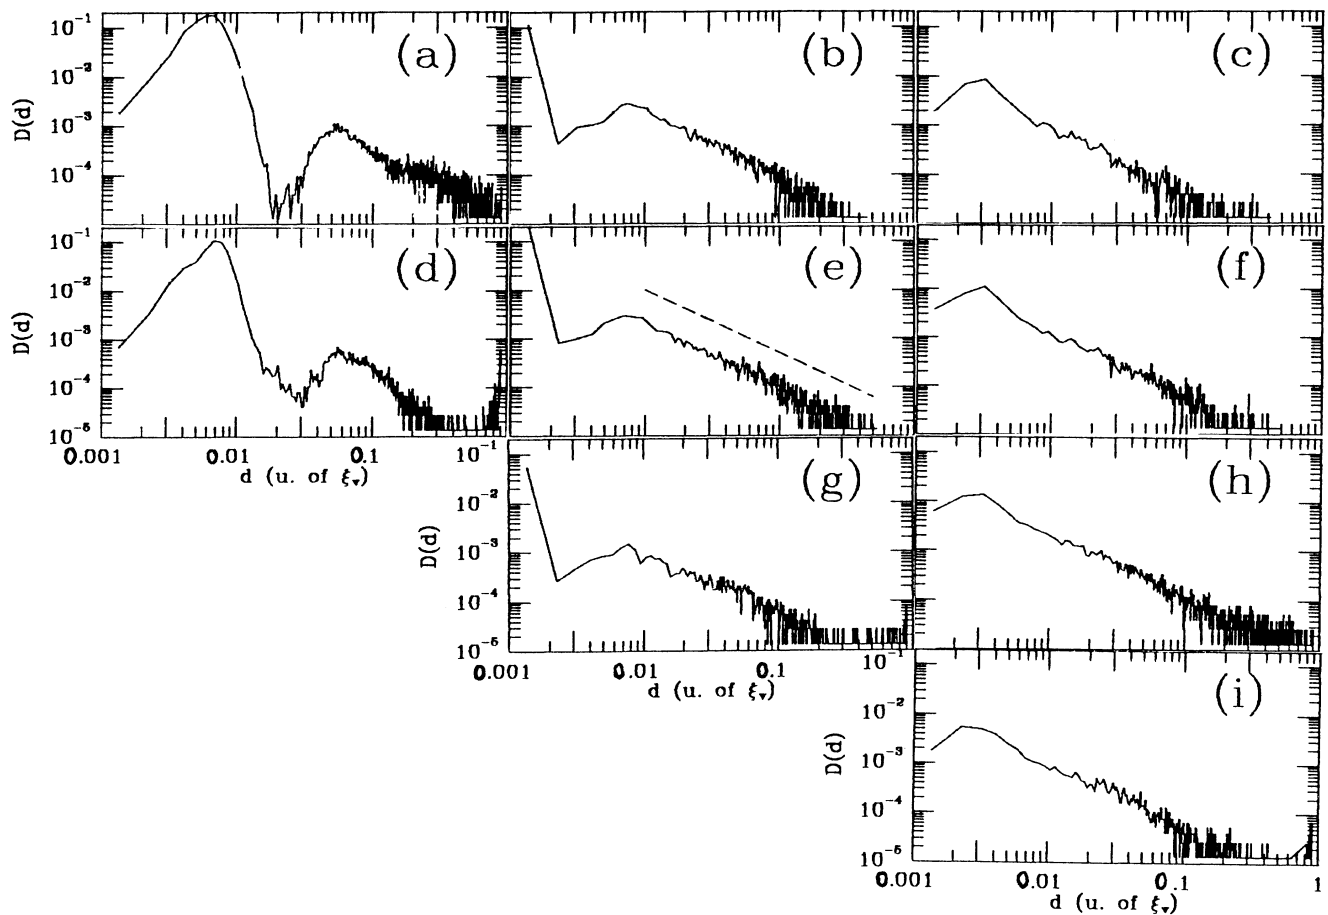 (a) (b) (c)
10⁻¹
10⁻²
10⁻³
10⁻⁴
D(d)
(d) (e) (f)
10⁻¹
10⁻²
10⁻³
10⁻⁴
10⁻⁵
D(d)
0.001 0.01 0.1
d (u. of ξᵥ)
(g) (h)
10⁻¹
10⁻²
10⁻³
10⁻⁴
10⁻⁵
D(d)
0.001 0.01 0.1
d (u. of ξᵥ)
(i)
10⁻¹
10⁻²
10⁻³
10⁻⁴
10⁻⁵
D(d)
0.001 0.01 0.1 1
d (u. of ξᵥ)